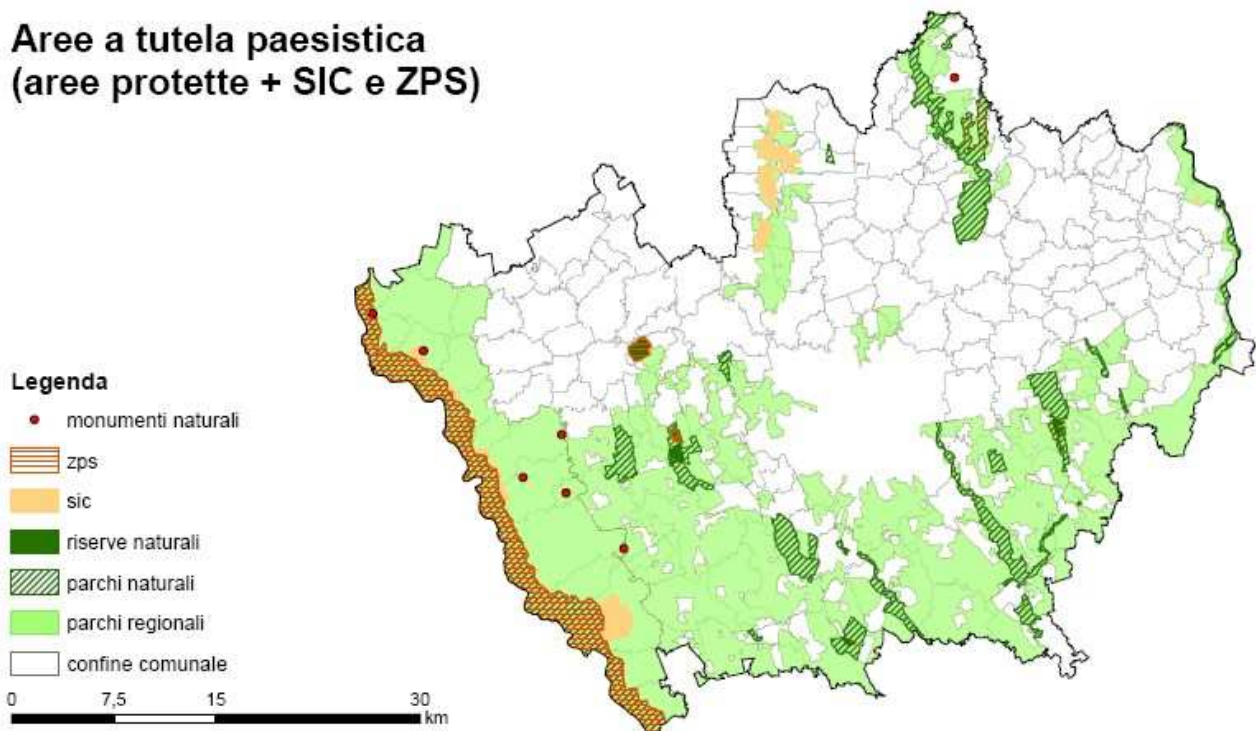 Aree a tutela paesistica
(aree protette + SIC e ZPS)
Legenda
monumenti naturali
zps
sic
riserve naturali
parchi naturali
parchi regionali
confine comunale
0 7,5 15 30
km